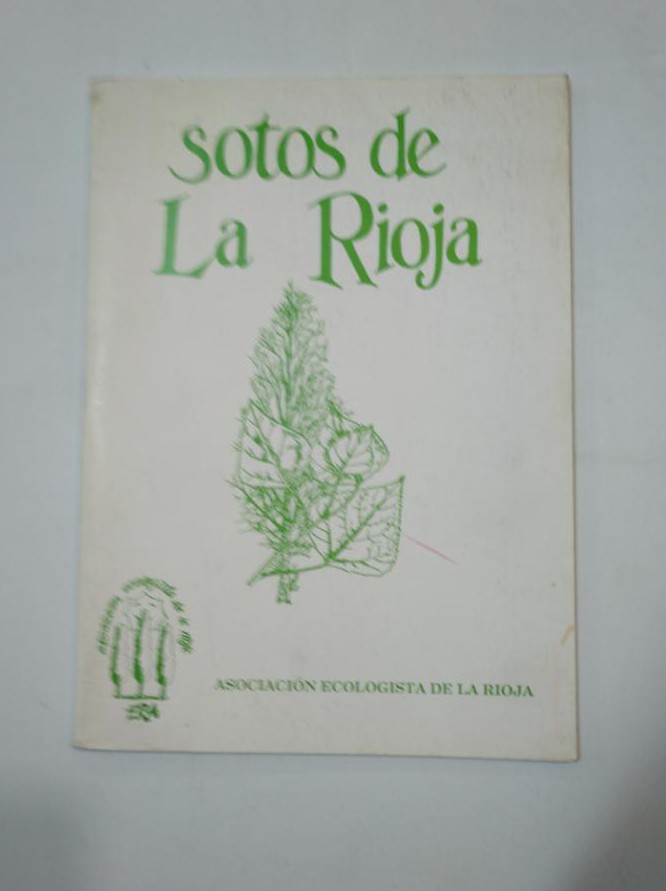 sotos de
La Rioja
ASOCIACIÓN ECOLOGISTA DE LA RIOJA